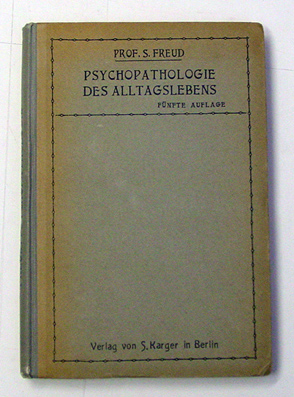 PROF. S. FREUD
PSYCHOPATHOLOGIE
DES ALLTAGSLEBENS
FÜNFTE AUFLAGE
Verlag von S. Karger in Berlin